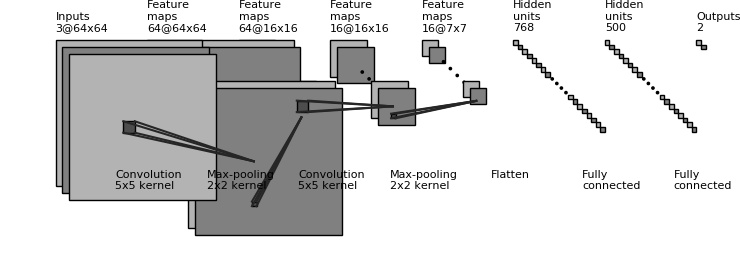 Inputs
3@64x64
Feature
maps
64@64x64
Feature
maps
64@16x16
Feature
maps
16@16x16
Feature
maps
16@7x7
Hidden
units
768
Hidden
units
500
Outputs
2
Convolution
5x5 kernel
Max-pooling
2x2 kernel
Convolution
5x5 kernel
Max-pooling
2x2 kernel
Flatten
Fully
connected
Fully
connected